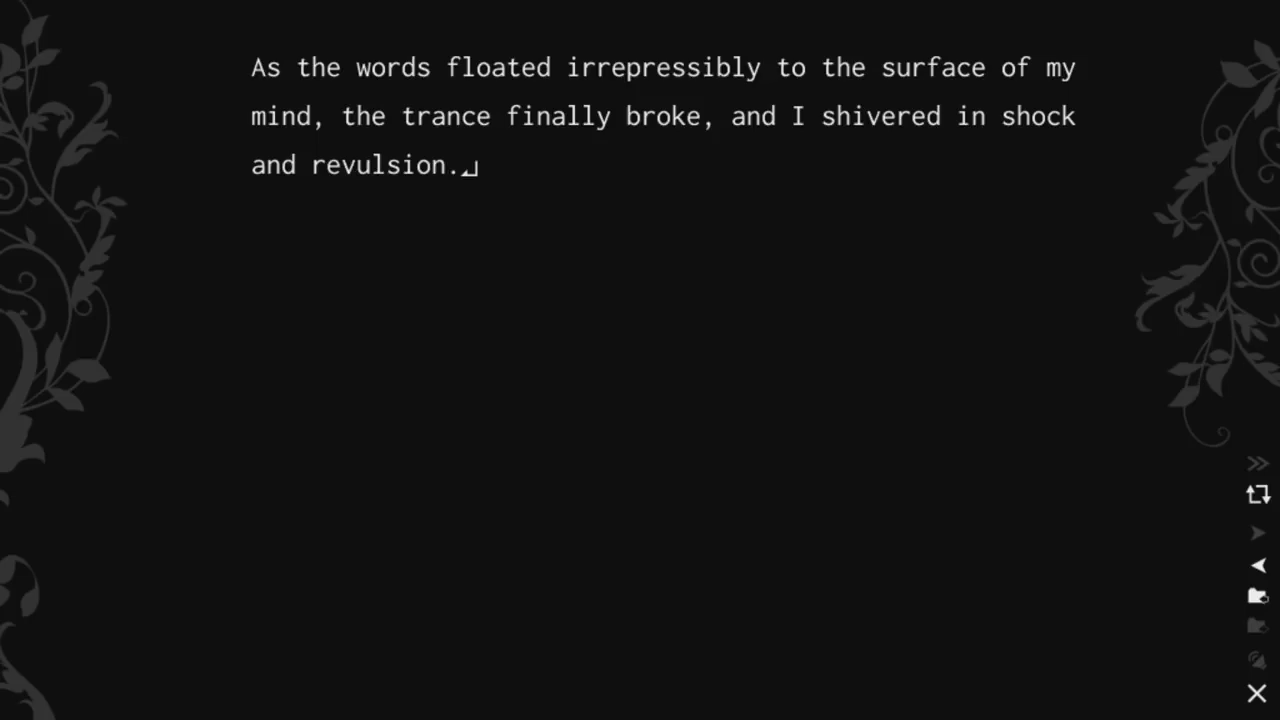 As the words floated irrepressibly to the surface of my
mind, the trance finally broke, and I shivered in shock
and revulsion.